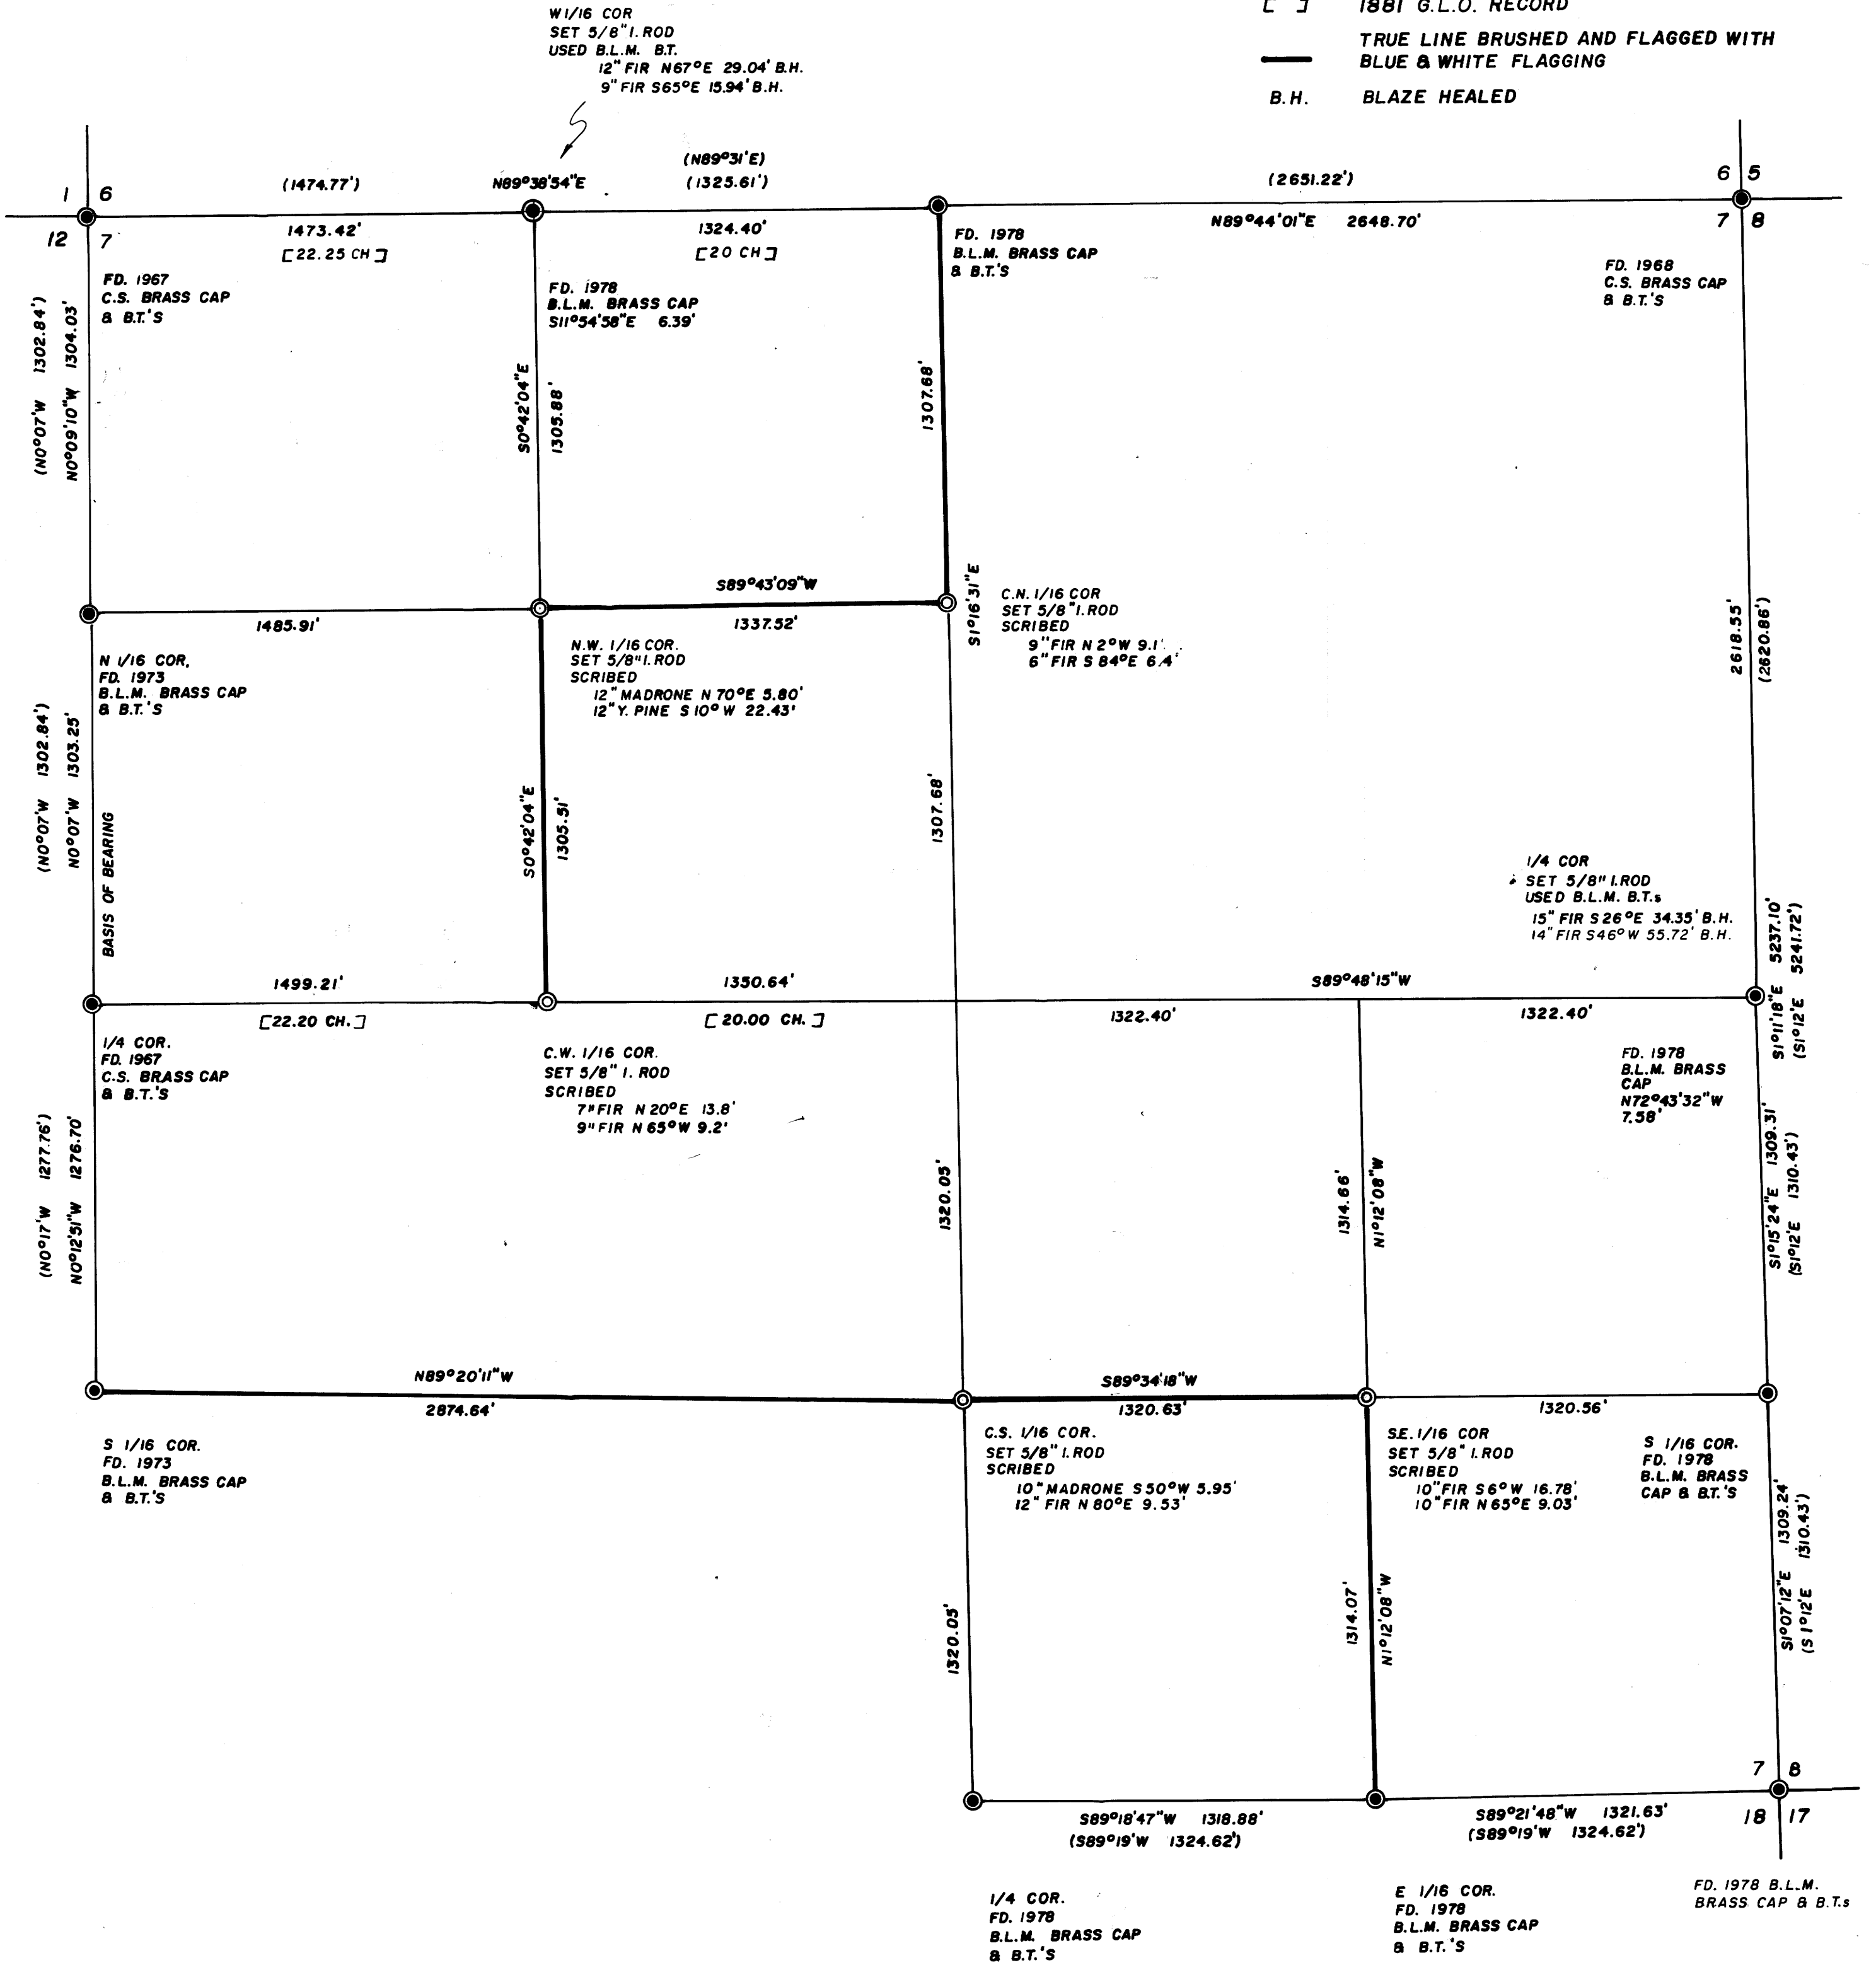 [ ] 1881 G.L.O. RECORD
TRUE LINE BRUSHED AND FLAGGED WITH
BLUE & WHITE FLAGGING
B.H. BLAZE HEALED
W 1/16 COR
SET 5/8" I. ROD
USED B.L.M. B.T.
12" FIR N67°E 29.04' B.H.
9" FIR S65°E 15.94' B.H.
1 6
12 7
(1474.77')
N89°38'54"E
(N89°31'E)
(1325.61')
(2651.22')
6 5
7 8
1473.42'
[22.25 CH]
1324.40'
[20 CH]
N89°44'01"E 2648.70'
FD. 1967
C.S. BRASS CAP
& B.T.'S
FD. 1978
B.L.M. BRASS CAP
S11°54'58"E 6.39'
FD. 1978
B.L.M. BRASS CAP
& B.T.'S
FD. 1968
C.S. BRASS CAP
& B.T.'S
(N0°07'W 1302.84')
N0°09'10"W 1304.03'
S0°42'04"E
1305.88'
1307.68'
S89°43'09"W
1485.91'
1337.52'
S1°16'31"E
C.N. 1/16 COR
SET 5/8" I. ROD
SCRIBED
9" FIR N 2°W 9.1'
6" FIR S 84°E 6.4'
2618.55'
(2620.86')
N 1/16 COR,
FD. 1973
B.L.M. BRASS CAP
& B.T.'S
N.W. 1/16 COR.
SET 5/8" I. ROD
SCRIBED
12" MADRONE N 70°E 5.80'
12" Y. PINE S 10° W 22.43'
(N0°07'W 1302.84')
N0°07'W 1303.25'
BASIS OF BEARING
S0°42'04"E
1305.51'
1307.68'
1/4 COR
SET 5/8" I. ROD
USED B.L.M. B.T.s
15" FIR S 26°E 34.35' B.H.
14" FIR S46° W 55.72' B.H.
S1°11'18"E 5237.10'
(S1°12'E 5241.72')
1499.21'
[22.20 CH.]
1350.64'
[20.00 CH.]
S89°48'15"W
1322.40'
1322.40'
1/4 COR.
FD. 1967
C.S. BRASS CAP
& B.T.'S
C.W. 1/16 COR.
SET 5/8" I. ROD
SCRIBED
7" FIR N 20°E 13.8'
9" FIR N 65°W 9.2'
FD. 1978
B.L.M. BRASS
CAP
N72°43'32"W
7.58'
(N0°17'W 1277.76')
N0°12'51"W 1276.70'
1320.05'
1314.66'
N1°12'08"W
S1°15'24"E 1309.31'
(S1°12'E 1310.43')
N89°20'11"W
2874.64'
S89°34'18"W
1320.63'
1320.56'
S 1/16 COR.
FD. 1973
B.L.M. BRASS CAP
& B.T.'S
C.S. 1/16 COR.
SET 5/8" I. ROD
SCRIBED
10" MADRONE S 50°W 5.95'
12" FIR N 80°E 9.53'
S.E. 1/16 COR
SET 5/8" I. ROD
SCRIBED
10" FIR S 6° W 16.78'
10" FIR N 65°E 9.03'
S 1/16 COR.
FD. 1978
B.L.M. BRASS
CAP & B.T.'S
1320.05'
1314.07'
N1°12'08"W
S1°07'12"E 1309.24'
(S1°12'E 1310.43')
7 8
18 17
S89°18'47"W 1318.88'
(S89°19'W 1324.62')
S89°21'48"W 1321.63'
(S89°19'W 1324.62')
1/4 COR.
FD. 1978
B.L.M. BRASS CAP
& B.T.'S
E 1/16 COR.
FD. 1978
B.L.M. BRASS CAP
& B.T.'S
FD. 1978 B.L.M.
BRASS CAP & B.T.s